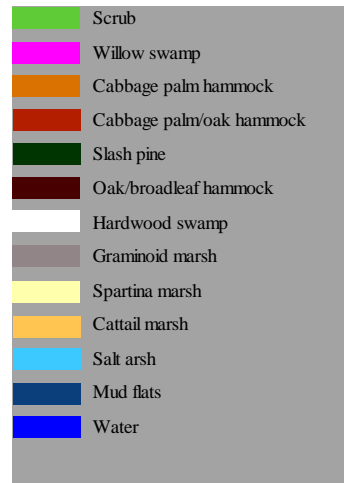 Scrub
Willow swamp
Cabbage palm hammock
Cabbage palm/oak hammock
Slash pine
Oak/broadleaf hammock
Hardwood swamp
Graminoid marsh
Spartina marsh
Cattail marsh
Salt arsh
Mud flats
Water